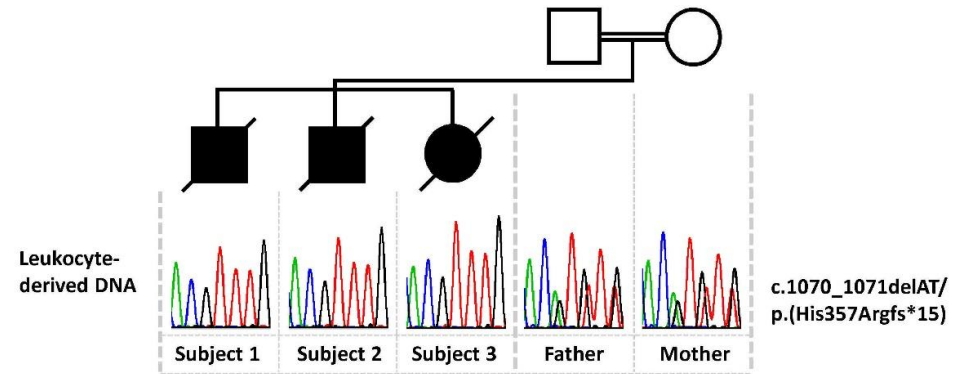 Leukocyte-
derived DNA
c.1070_1071delAT/
p.(His357Argfs*15)
Subject 1
Subject 2
Subject 3
Father
Mother